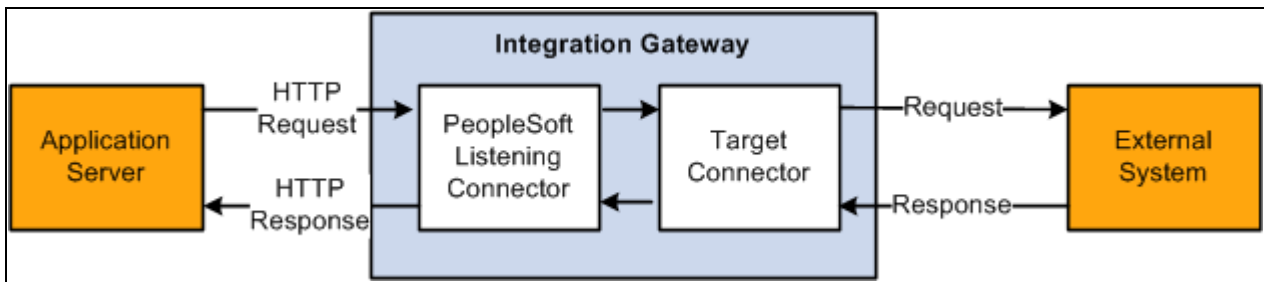 Integration Gateway
Application
Server
HTTP
Request
HTTP
Response
PeopleSoft
Listening
Connector
Target
Connector
Request
Response
External
System